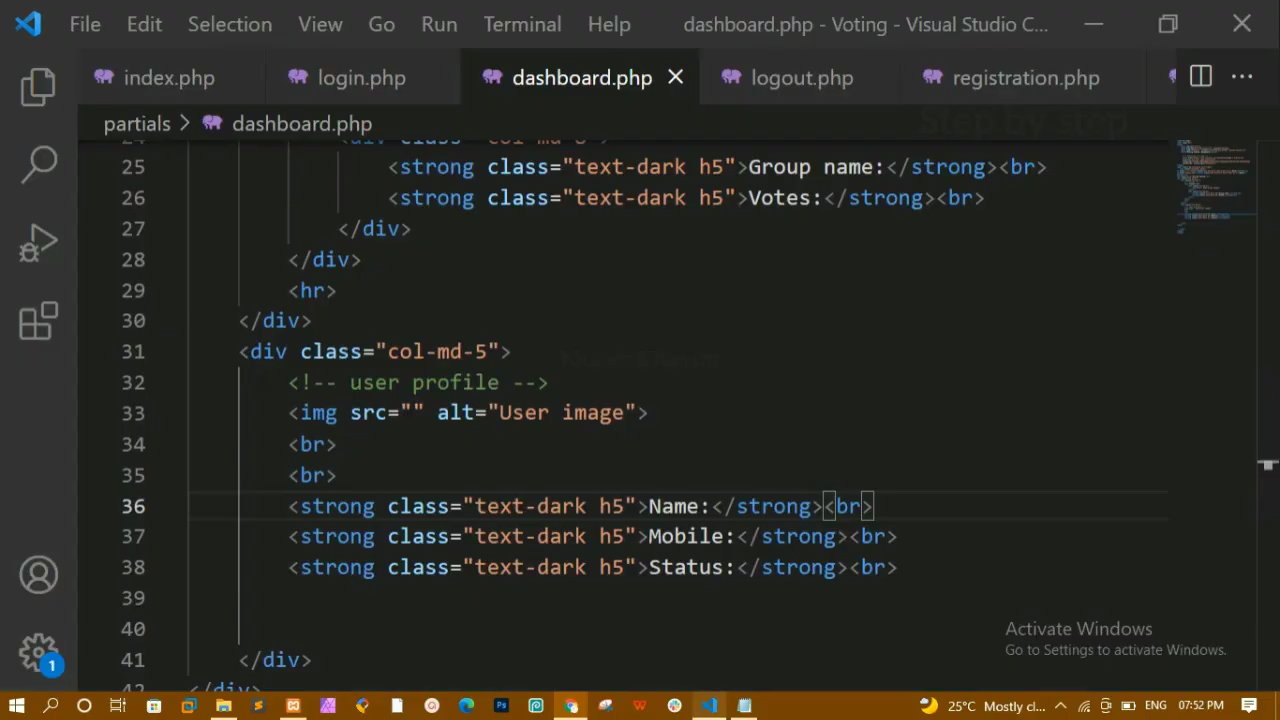 File Edit Selection View Go Run Terminal Help dashboard.php - Voting - Visual Studio C...
index.php login.php dashboard.php logout.php registration.php
partials > dashboard.php
Step by step
25 <strong class="text-dark h5">Group name:</strong><br>
26 <strong class="text-dark h5">Votes:</strong><br>
27 </div>
28 </div>
29 <hr>
30 </div>
31 <div class="col-md-5">
32 <!-- user profile -->
33 <img src="" alt="User image">
34 <br>
35 <br>
36 <strong class="text-dark h5">Name:</strong><br>
37 <strong class="text-dark h5">Mobile:</strong><br>
38 <strong class="text-dark h5">Status:</strong><br>
39
40
41 </div>
42 </div>
Activate Windows
Go to Settings to activate Windows.
1
25°C Mostly cl... ENG 07:52 PM